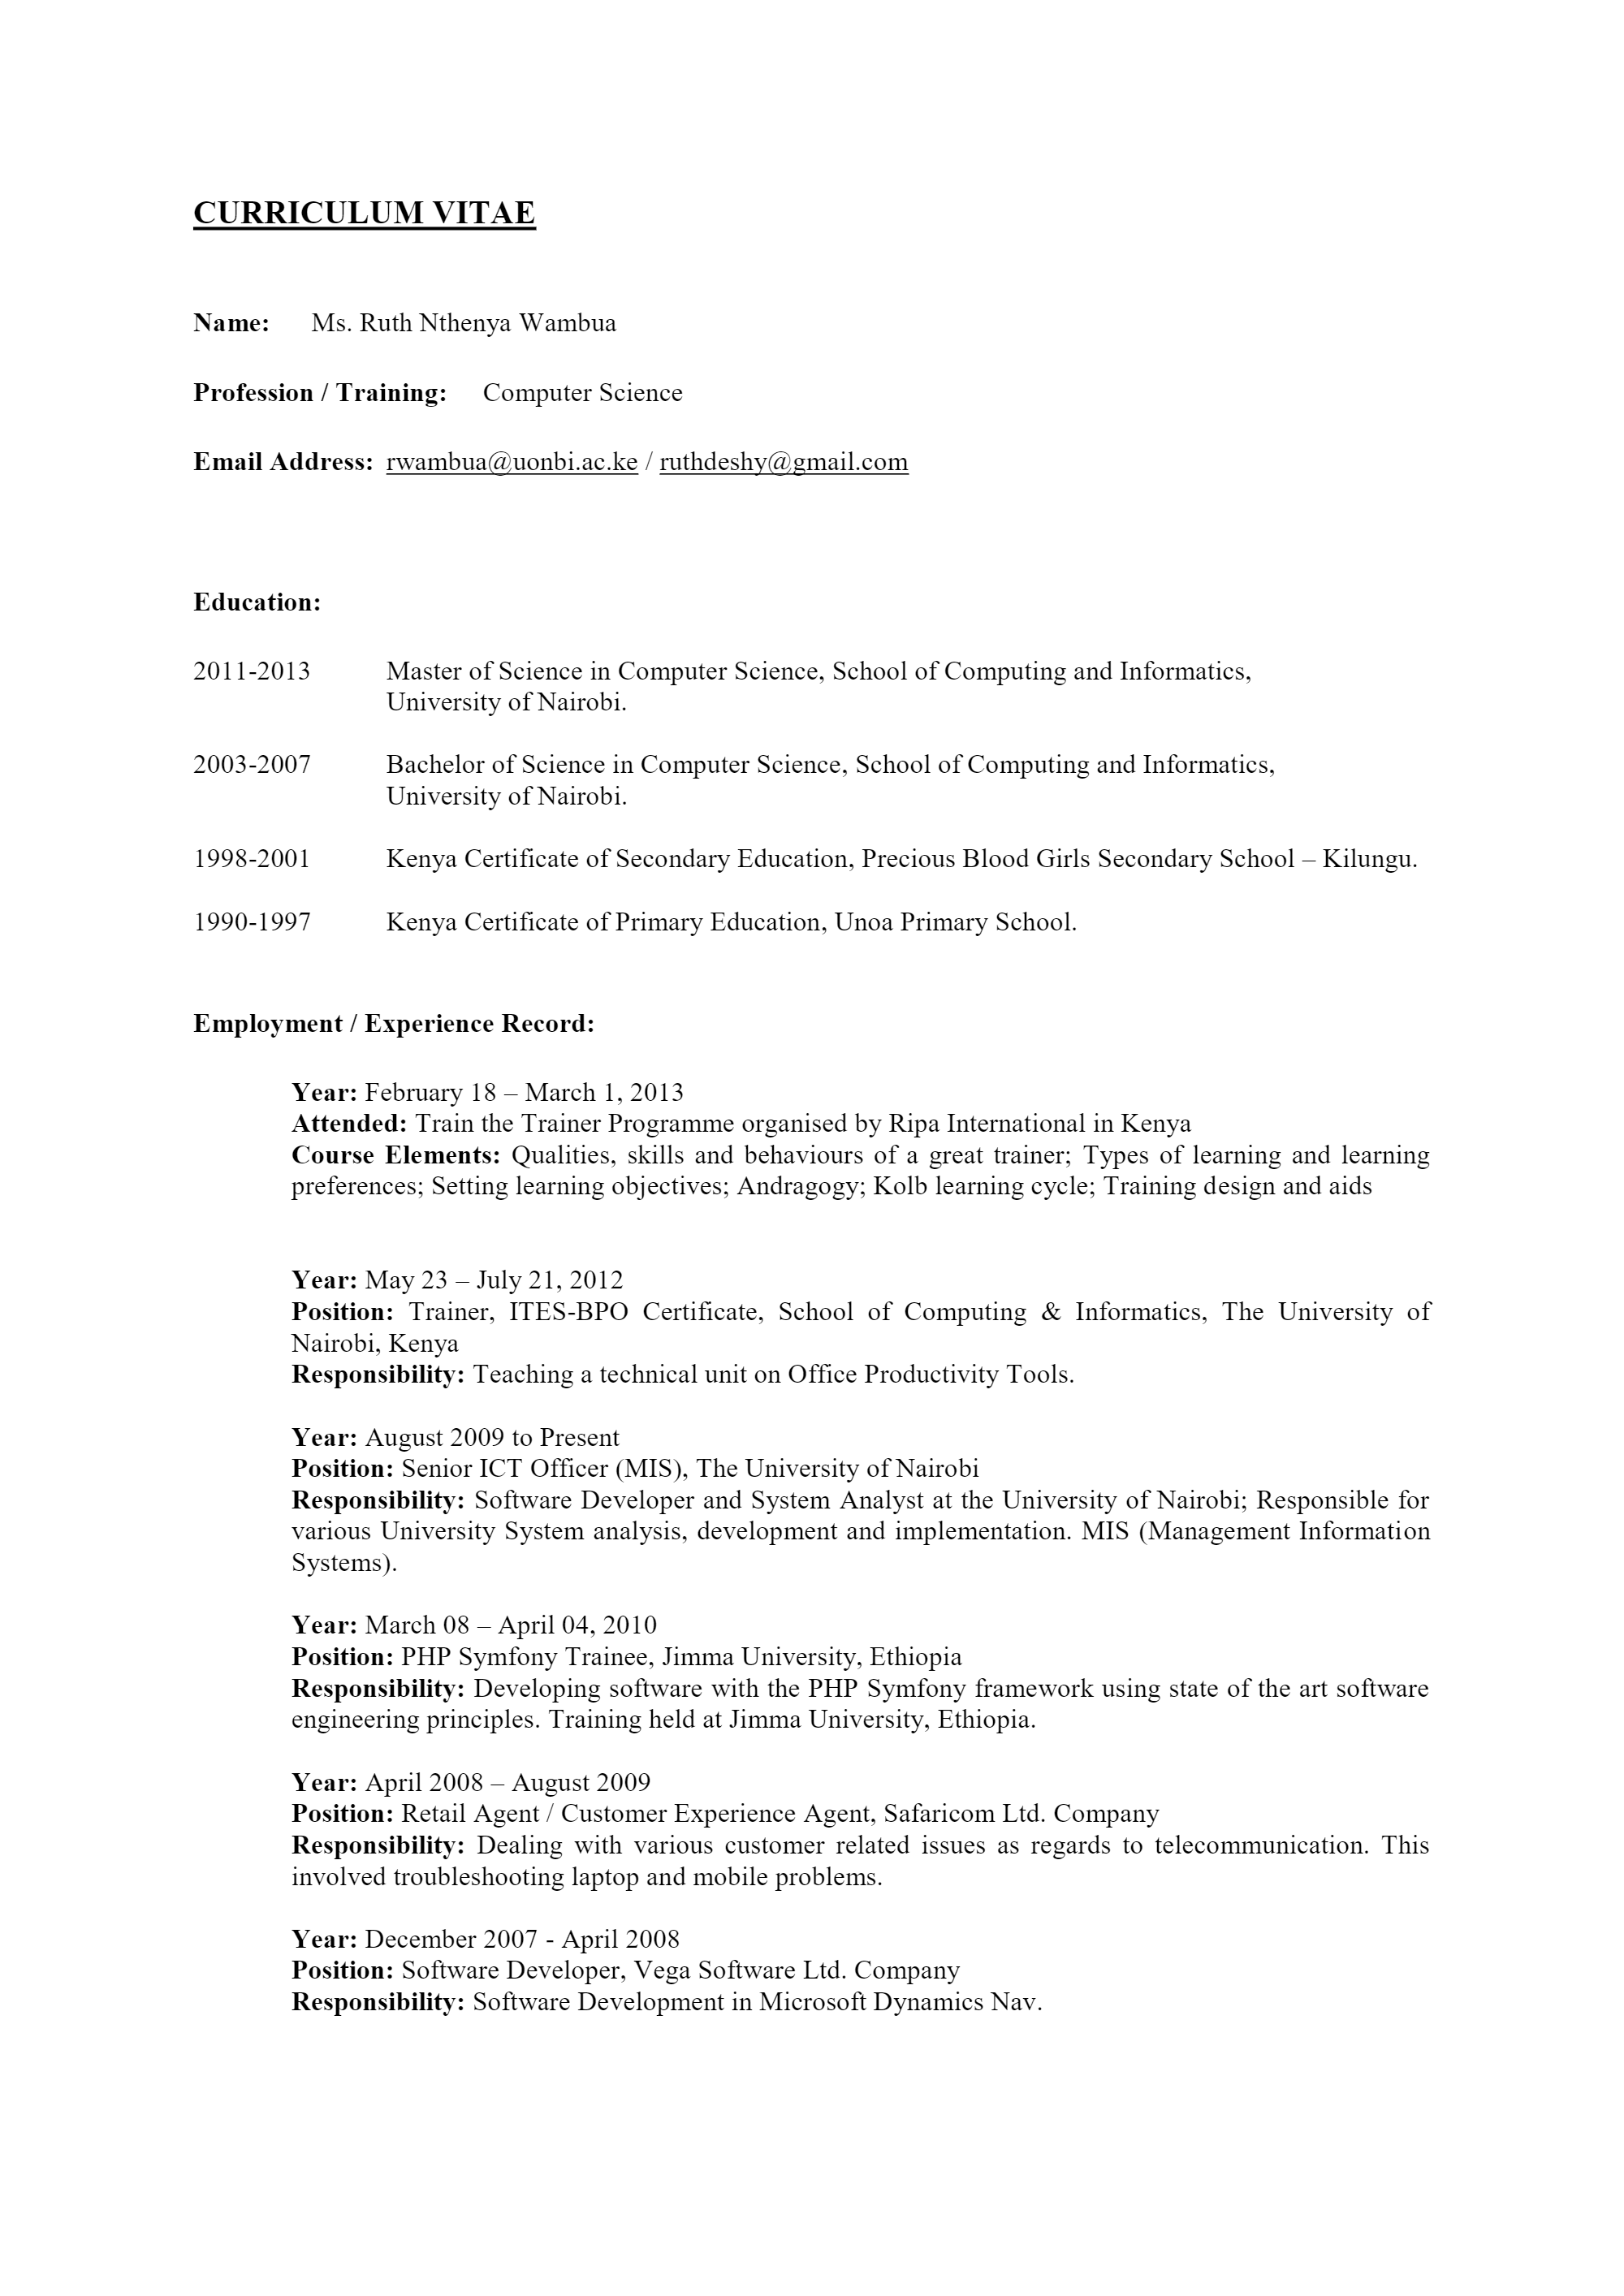 CURRICULUM VITAE
Name: Ms. Ruth Nthenya Wambua
Profession / Training: Computer Science
Email Address: rwambua@uonbi.ac.ke / ruthdeshy@gmail.com
Education:
2011-2013 Master of Science in Computer Science, School of Computing and Informatics,
University of Nairobi.
2003-2007 Bachelor of Science in Computer Science, School of Computing and Informatics,
University of Nairobi.
1998-2001 Kenya Certificate of Secondary Education, Precious Blood Girls Secondary School – Kilungu.
1990-1997 Kenya Certificate of Primary Education, Unoa Primary School.
Employment / Experience Record:
Year: February 18 – March 1, 2013
Attended: Train the Trainer Programme organised by Ripa International in Kenya
Course Elements: Qualities, skills and behaviours of a great trainer; Types of learning and learning
preferences; Setting learning objectives; Andragogy; Kolb learning cycle; Training design and aids
Year: May 23 – July 21, 2012
Position: Trainer, ITES-BPO Certificate, School of Computing & Informatics, The University of
Nairobi, Kenya
Responsibility: Teaching a technical unit on Office Productivity Tools.
Year: August 2009 to Present
Position: Senior ICT Officer (MIS), The University of Nairobi
Responsibility: Software Developer and System Analyst at the University of Nairobi; Responsible for
various University System analysis, development and implementation. MIS (Management Information
Systems).
Year: March 08 – April 04, 2010
Position: PHP Symfony Trainee, Jimma University, Ethiopia
Responsibility: Developing software with the PHP Symfony framework using state of the art software
engineering principles. Training held at Jimma University, Ethiopia.
Year: April 2008 – August 2009
Position: Retail Agent / Customer Experience Agent, Safaricom Ltd. Company
Responsibility: Dealing with various customer related issues as regards to telecommunication. This
involved troubleshooting laptop and mobile problems.
Year: December 2007 - April 2008
Position: Software Developer, Vega Software Ltd. Company
Responsibility: Software Development in Microsoft Dynamics Nav.